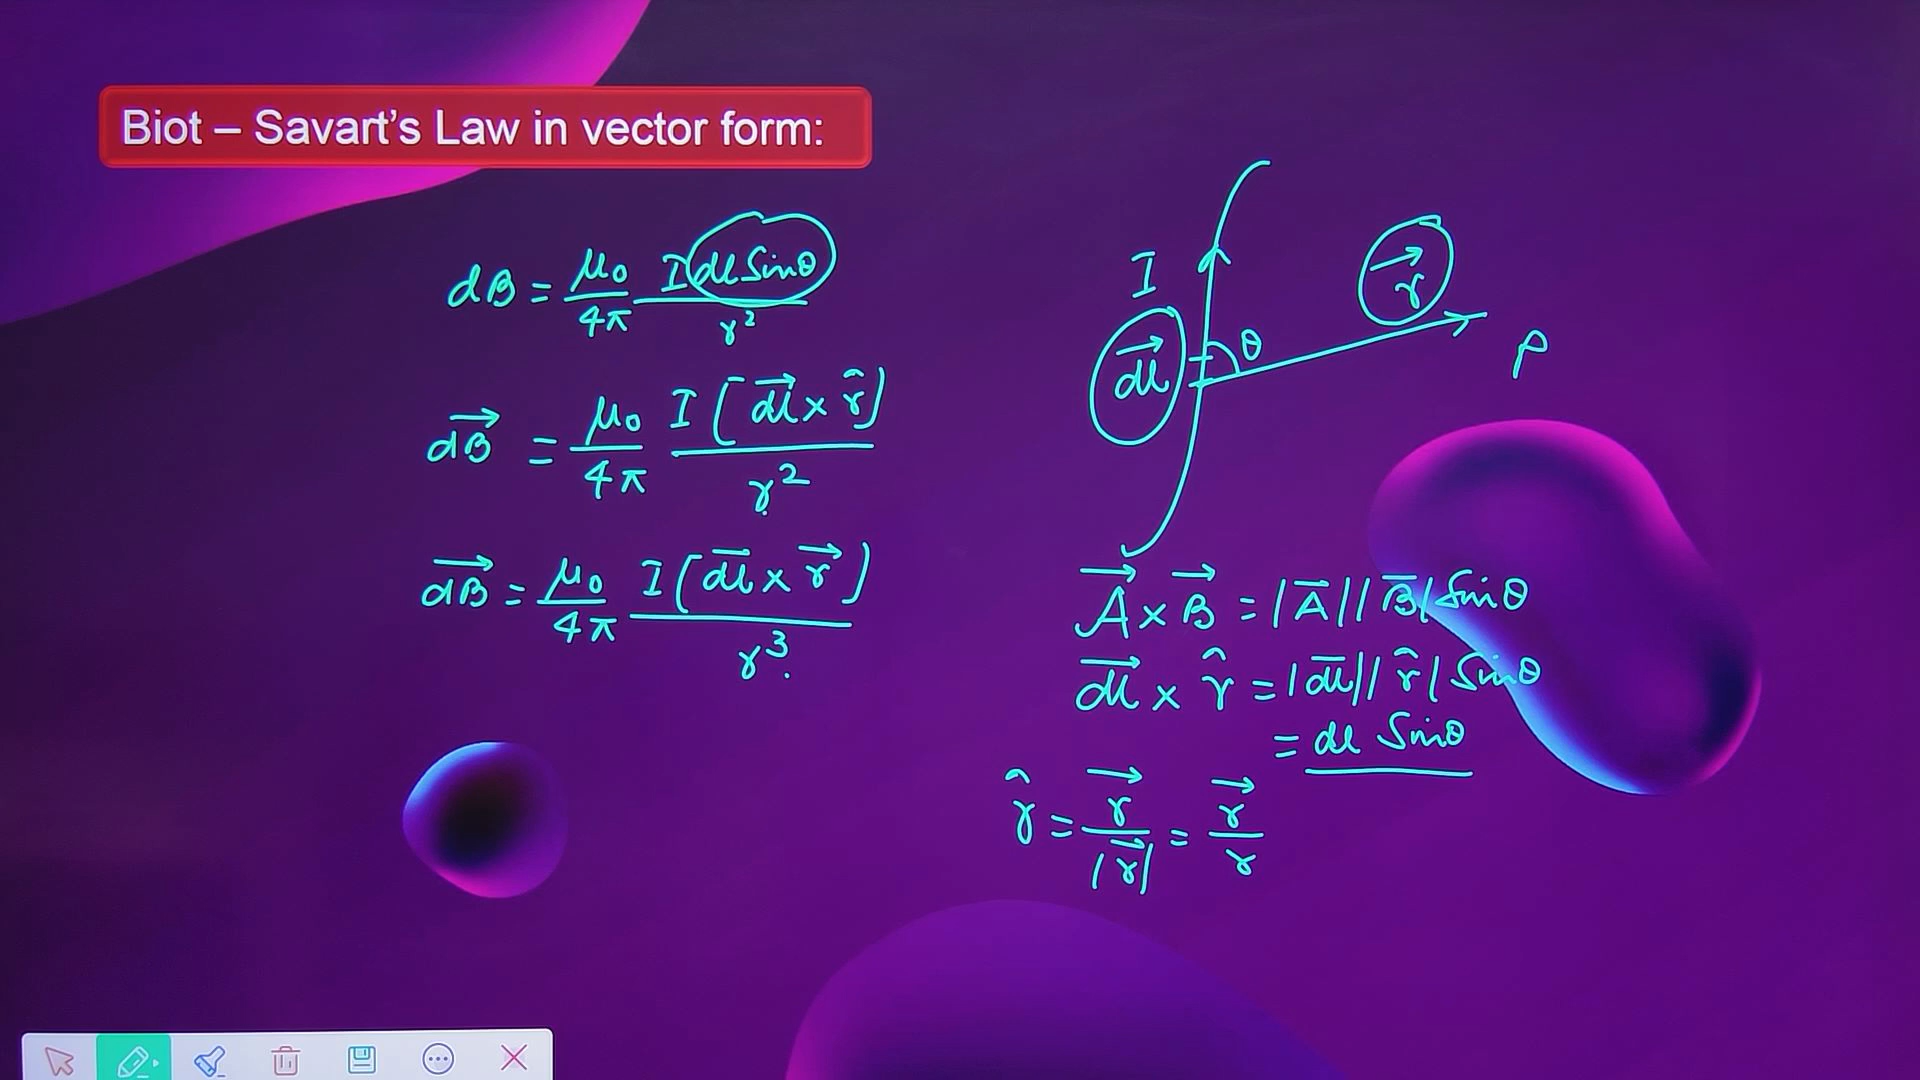 Biot – Savart's Law in vector form:
dB = μ₀/4π I dl Sinθ/r²
d⃗B = μ₀/4π I [d⃗l × r̂]/r²
d⃗B = μ₀/4π I (d̅l × r⃗)/r³.
I
r⃗
d⃗l
θ
P
A⃗ × B⃗ = |A̅||B̅| Sinθ
d⃗l × r̂ = |d̅l||r̂| Sinθ
= dl Sinθ
r̂ = r⃗/|r⃗| = r⃗/r